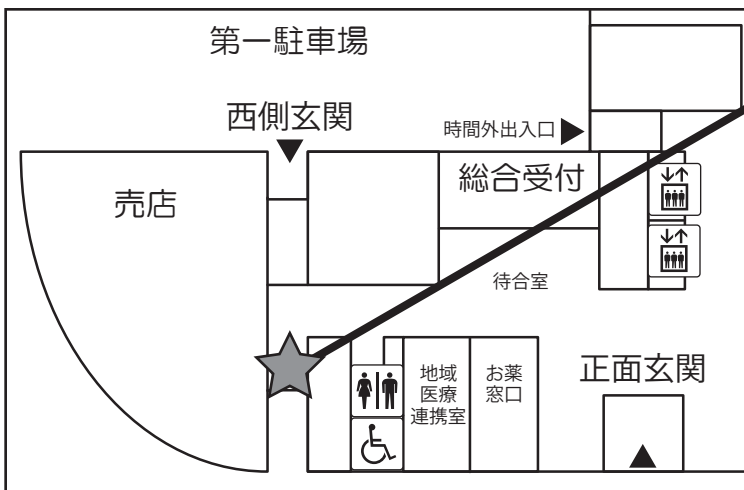 第一駐車場
西側玄関
時間外出入口
売店
総合受付
待合室
地域
医療
連携室
お薬
窓口
正面玄関